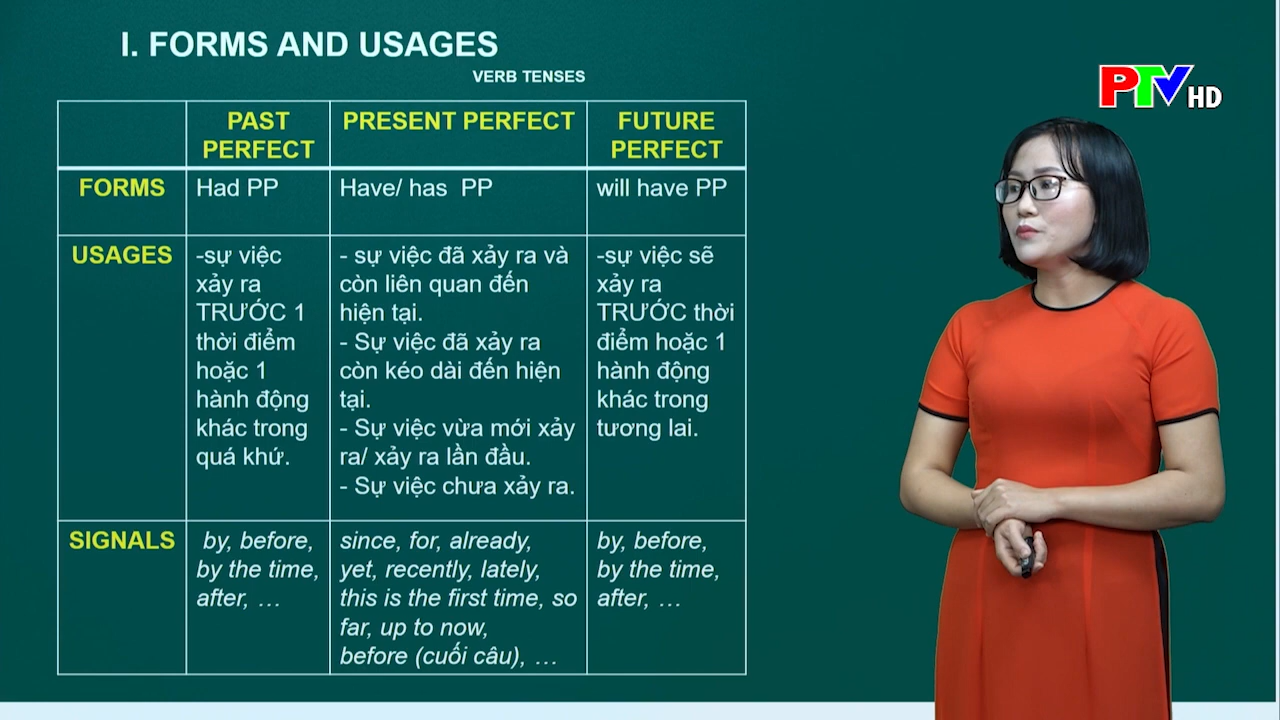 I. FORMS AND USAGES
VERB TENSES
PTV HD
PAST
PERFECT
PRESENT PERFECT
FUTURE
PERFECT
FORMS
Had PP
Have/ has PP
will have PP
USAGES
-sự việc
xảy ra
TRƯỚC 1
thời điểm
hoặc 1
hành động
khác trong
quá khứ.
- sự việc đã xảy ra và
còn liên quan đến
hiện tại.
- Sự việc đã xảy ra
còn kéo dài đến hiện
tại.
- Sự việc vừa mới xảy
ra/ xảy ra lần đầu.
- Sự việc chưa xảy ra.
-sự việc sẽ
xảy ra
TRƯỚC thời
điểm hoặc 1
hành động
khác trong
tương lai.
SIGNALS
by, before,
by the time,
after, …
since, for, already,
yet, recently, lately,
this is the first time, so
far, up to now,
before (cuối câu), …
by, before,
by the time,
after, …